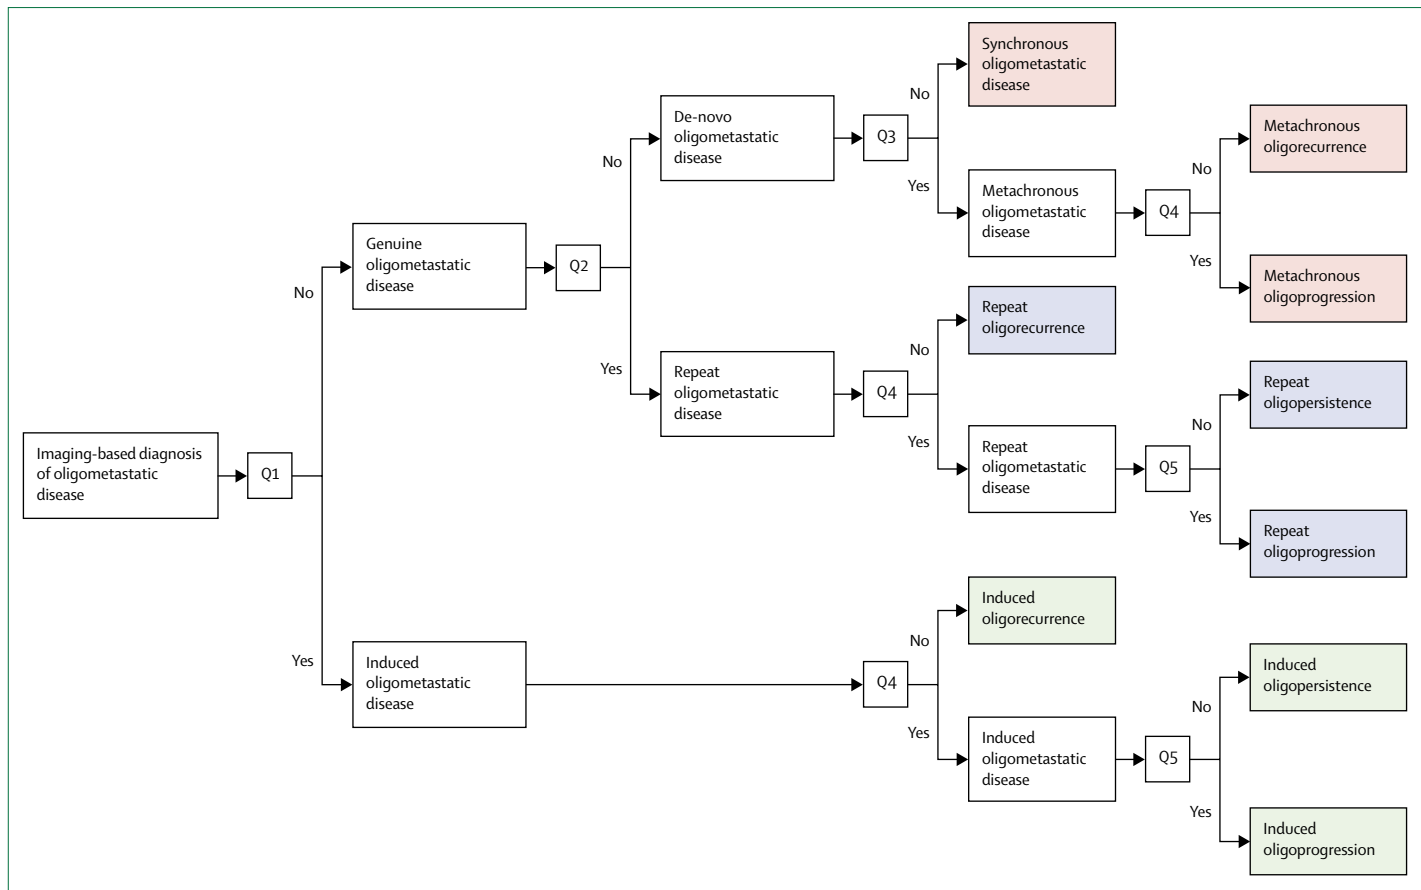 Imaging-based diagnosis
of oligometastatic
disease
Q1
No
Yes
Genuine
oligometastatic
disease
Q2
No
Yes
De-novo
oligometastatic
disease
Q3
No
Yes
Synchronous
oligometastatic
disease
Metachronous
oligometastatic
disease
Q4
No
Yes
Metachronous
oligorecurrence
Metachronous
oligoprogression
Repeat
oligometastatic
disease
Q4
No
Yes
Repeat
oligorecurrence
Repeat
oligometastatic
disease
Q5
No
Yes
Repeat
oligopersistence
Repeat
oligoprogression
Induced
oligometastatic
disease
Q4
No
Yes
Induced
oligorecurrence
Induced
oligometastatic
disease
Q5
No
Yes
Induced
oligopersistence
Induced
oligoprogression